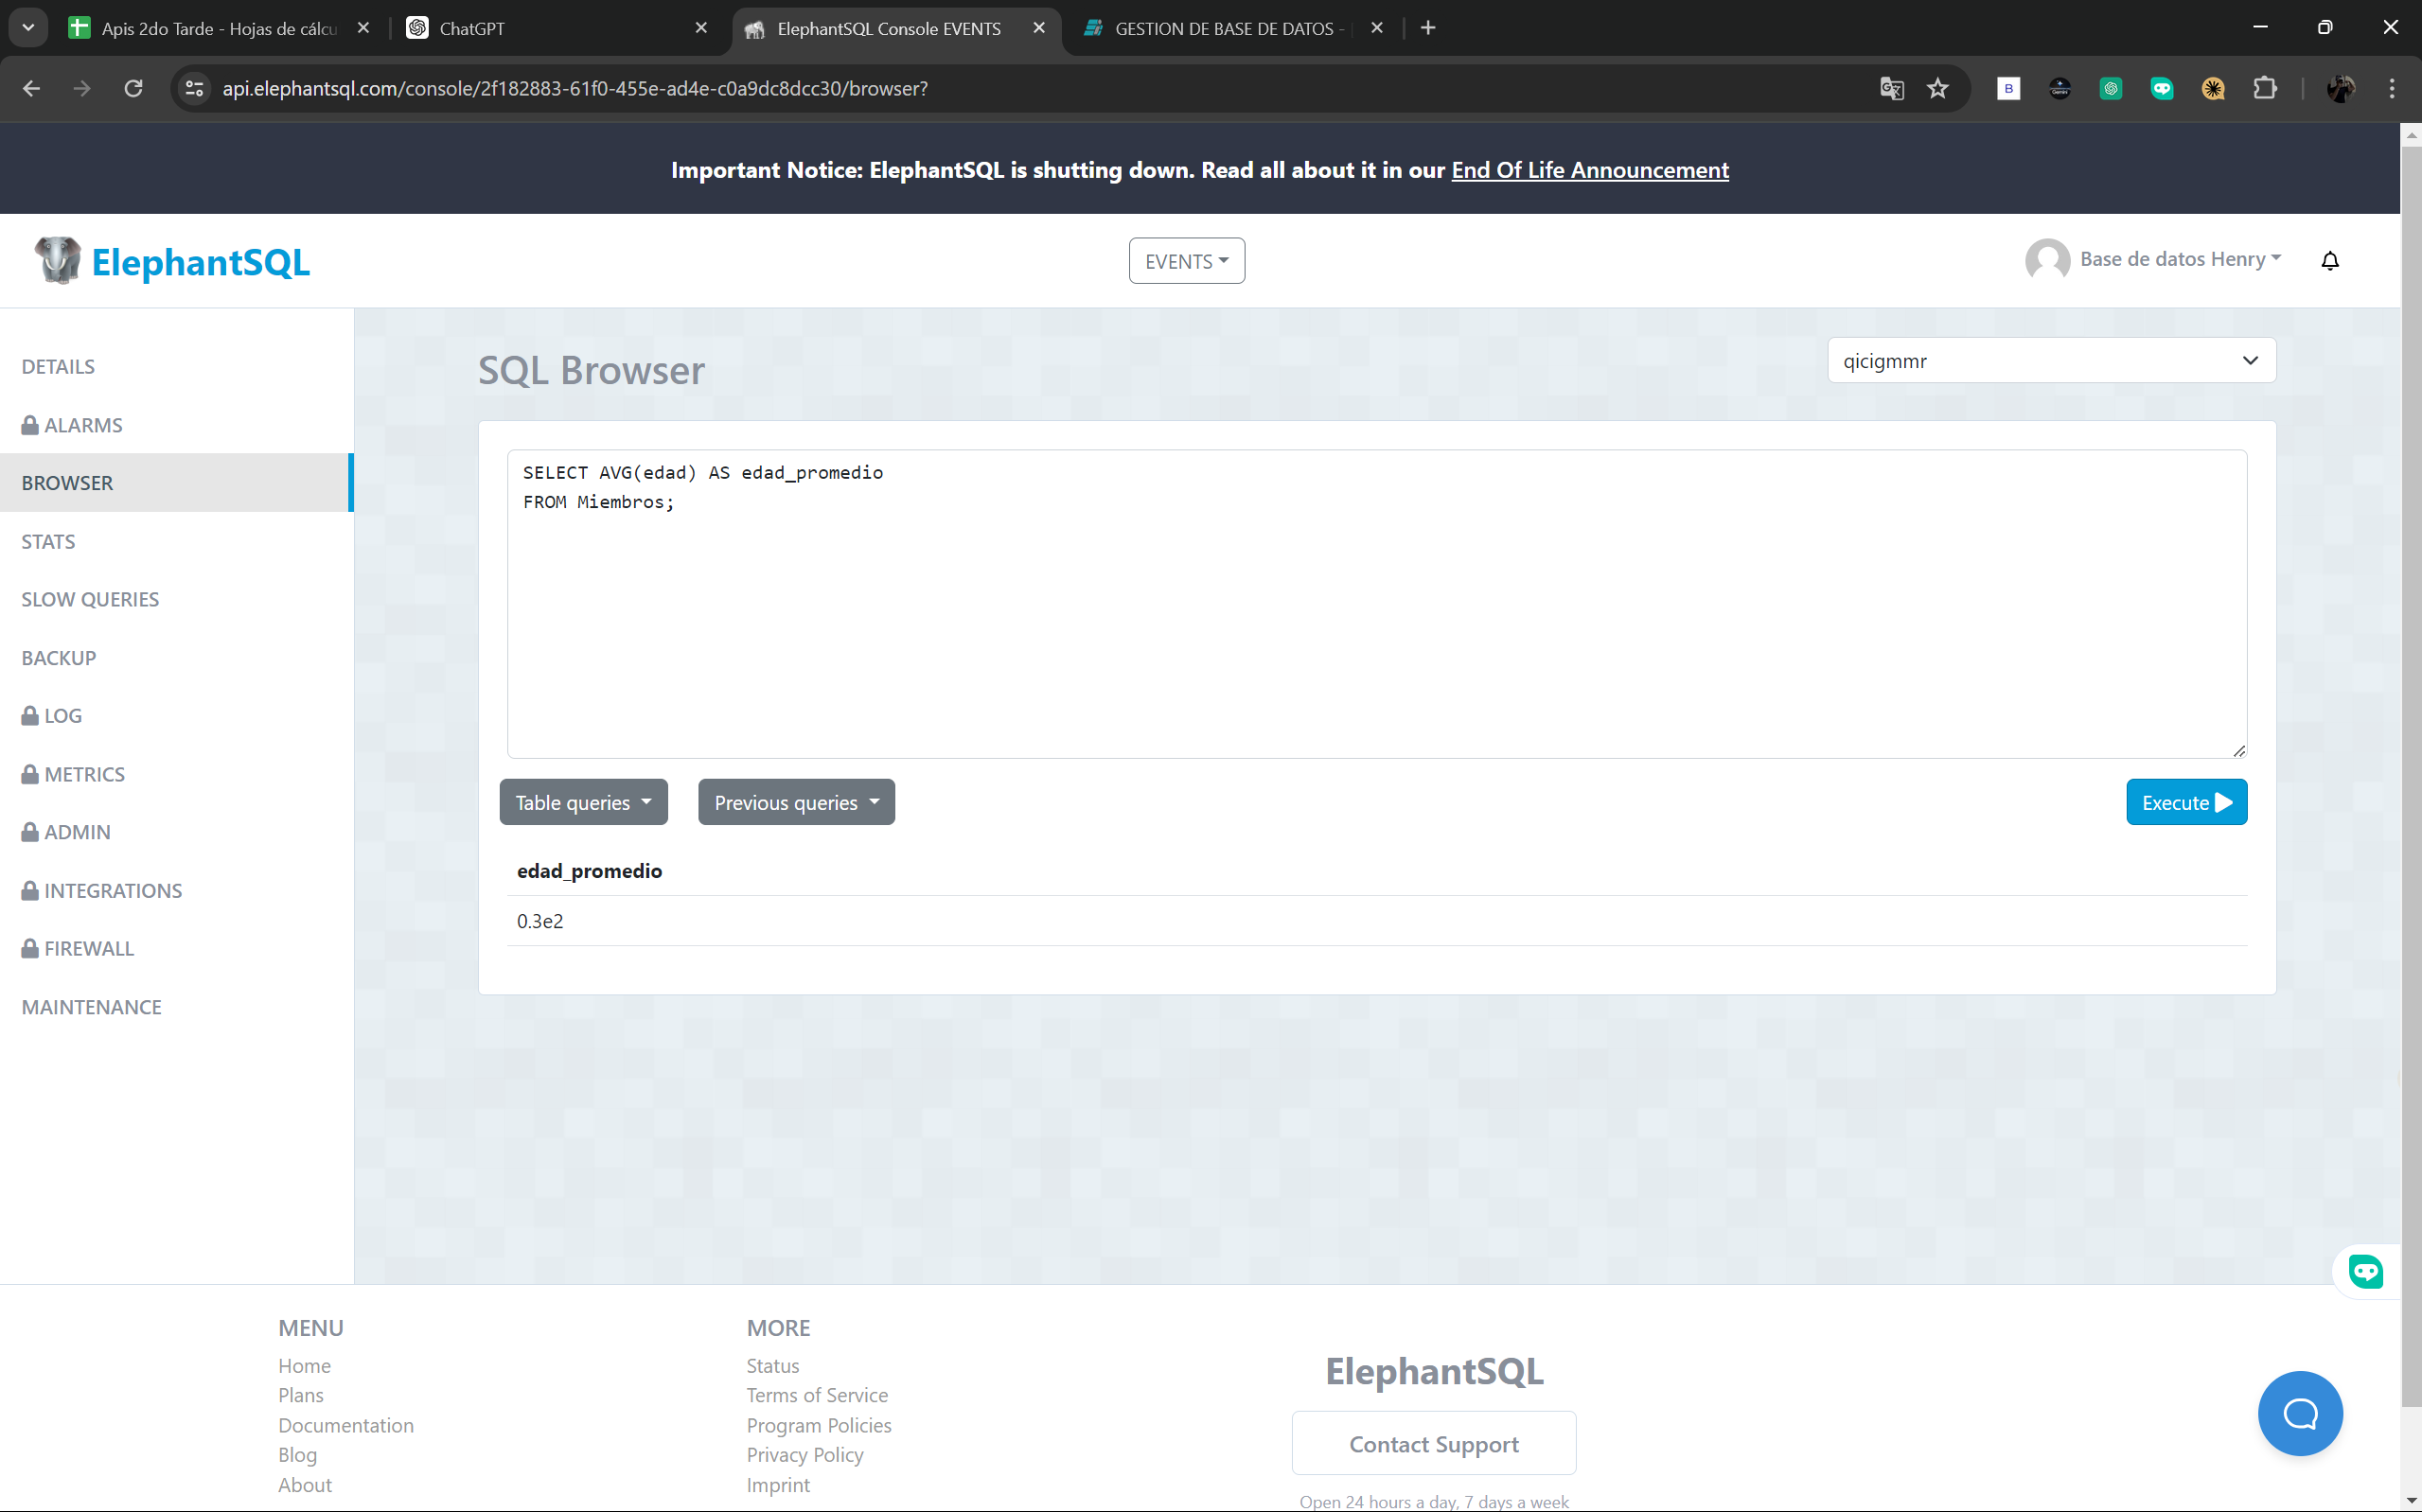 Apis 2do Tarde - Hojas de cálcu
ChatGPT
ElephantSQL Console EVENTS
GESTION DE BASE DE DATOS -
api.elephantsql.com/console/2f182883-61f0-455e-ad4e-c0a9dc8dcc30/browser?
Important Notice: ElephantSQL is shutting down. Read all about it in our End Of Life Announcement
ElephantSQL
EVENTS
Base de datos Henry
DETAILS
ALARMS
BROWSER
STATS
SLOW QUERIES
BACKUP
LOG
METRICS
ADMIN
INTEGRATIONS
FIREWALL
MAINTENANCE
SQL Browser
qicigmmr
SELECT AVG(edad) AS edad_promedio
FROM Miembros;
Table queries
Previous queries
Execute
edad_promedio
0.3e2
MENU
Home
Plans
Documentation
Blog
About
MORE
Status
Terms of Service
Program Policies
Privacy Policy
Imprint
ElephantSQL
Contact Support
Open 24 hours a day, 7 days a week